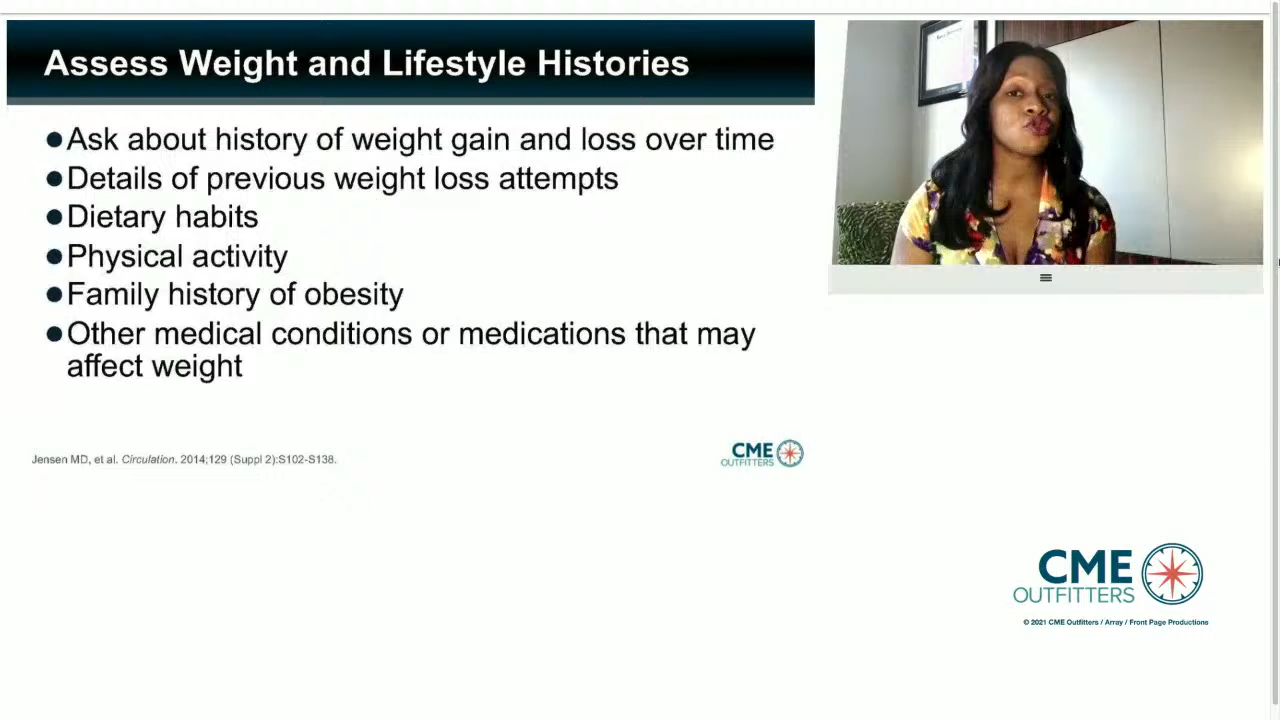 Assess Weight and Lifestyle Histories
●Ask about history of weight gain and loss over time
●Details of previous weight loss attempts
●Dietary habits
●Physical activity
●Family history of obesity
●Other medical conditions or medications that may
affect weight
Jensen MD, et al. Circulation. 2014;129 (Suppl 2):S102-S138.
CME
OUTFITTERS
CME
OUTFITTERS
© 2021 CME Outfitters / Array / Front Page Productions